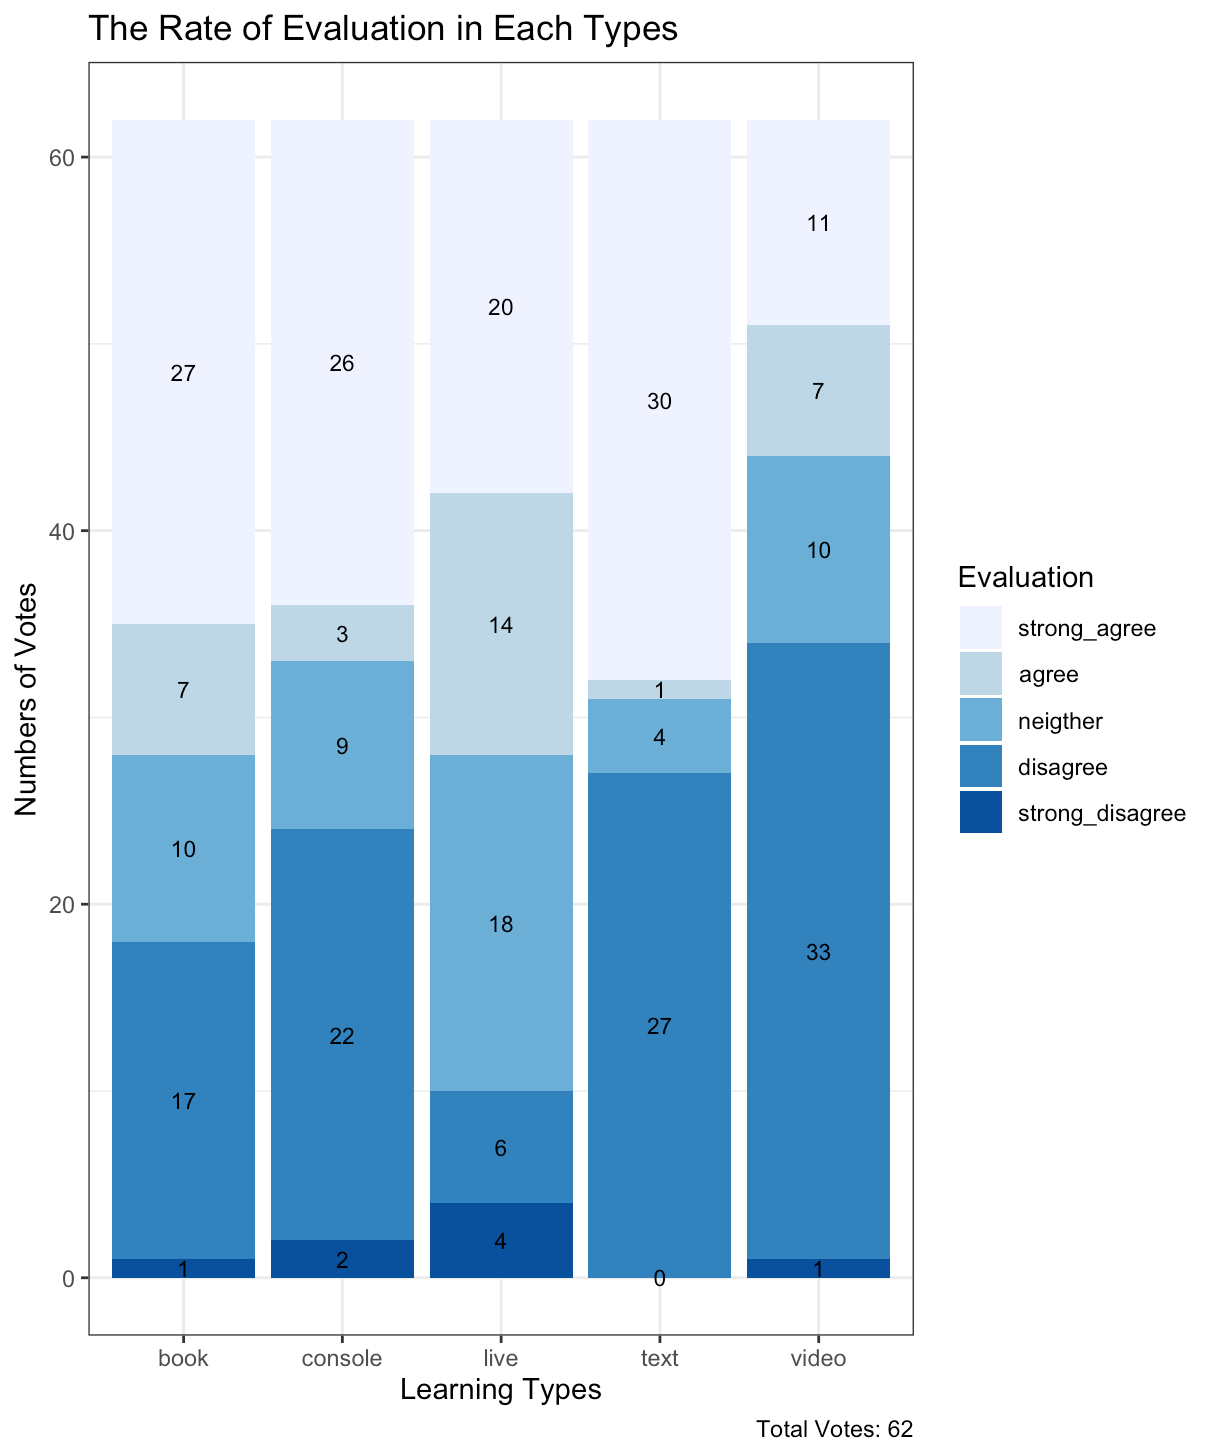 The Rate of Evaluation in Each Types
60
40
20
0
Numbers of Votes
27
7
10
17
1
26
3
9
22
2
20
14
18
6
4
30
1
4
27
0
11
7
10
33
1
book
console
live
text
video
Learning Types
Total Votes: 62
Evaluation
strong_agree
agree
neigther
disagree
strong_disagree